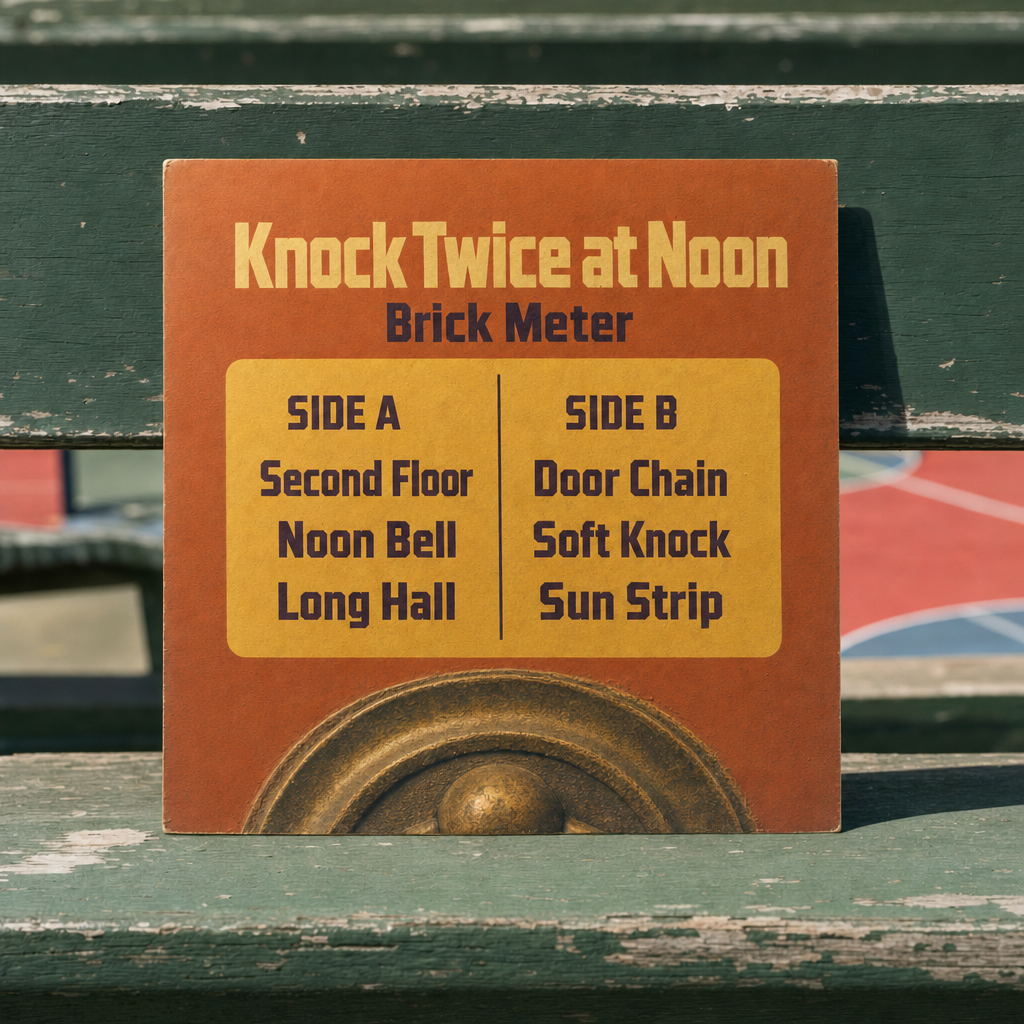 Knock Twice at Noon
Brick Meter
SIDE A
Second Floor
Noon Bell
Long Hall
SIDE B
Door Chain
Soft Knock
Sun Strip